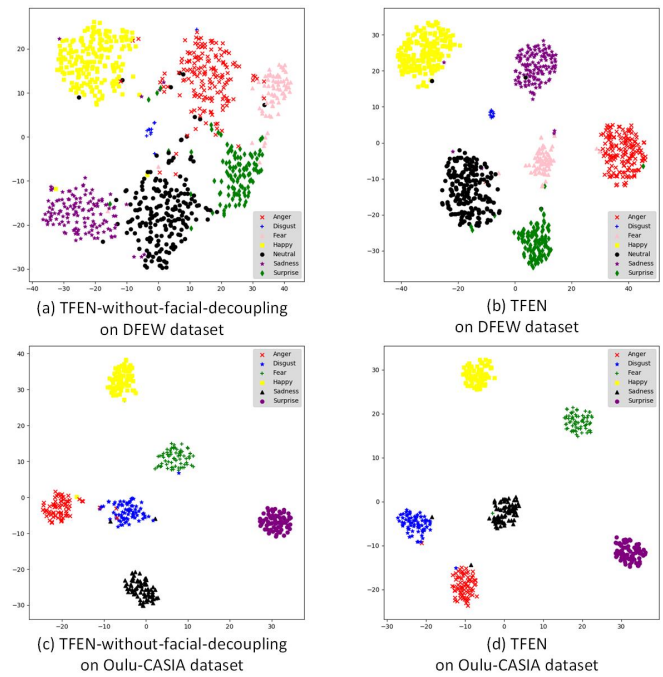 30
20
10
0
−10
−20
−30
−40 −30 −20 −10 0 10 20 30 40
Anger
Disgust
Fear
Happy
Neutral
Sadness
Surprise
(a) TFEN-without-facial-decoupling
on DFEW dataset
30
20
10
0
−10
−20
−30
−40 −20 0 20 40
Anger
Disgust
Fear
Happy
Neutral
Sadness
Surprise
(b) TFEN
on DFEW dataset
40
30
20
10
0
−10
−20
−30
−20 −10 0 10 20 30
Anger
Disgust
Fear
Happy
Sadness
Surprise
(c) TFEN-without-facial-decoupling
on Oulu-CASIA dataset
30
20
10
0
−10
−20
−30 −20 −10 0 10 20 30
Anger
Disgust
Fear
Happy
Sadness
Surprise
(d) TFEN
on Oulu-CASIA dataset